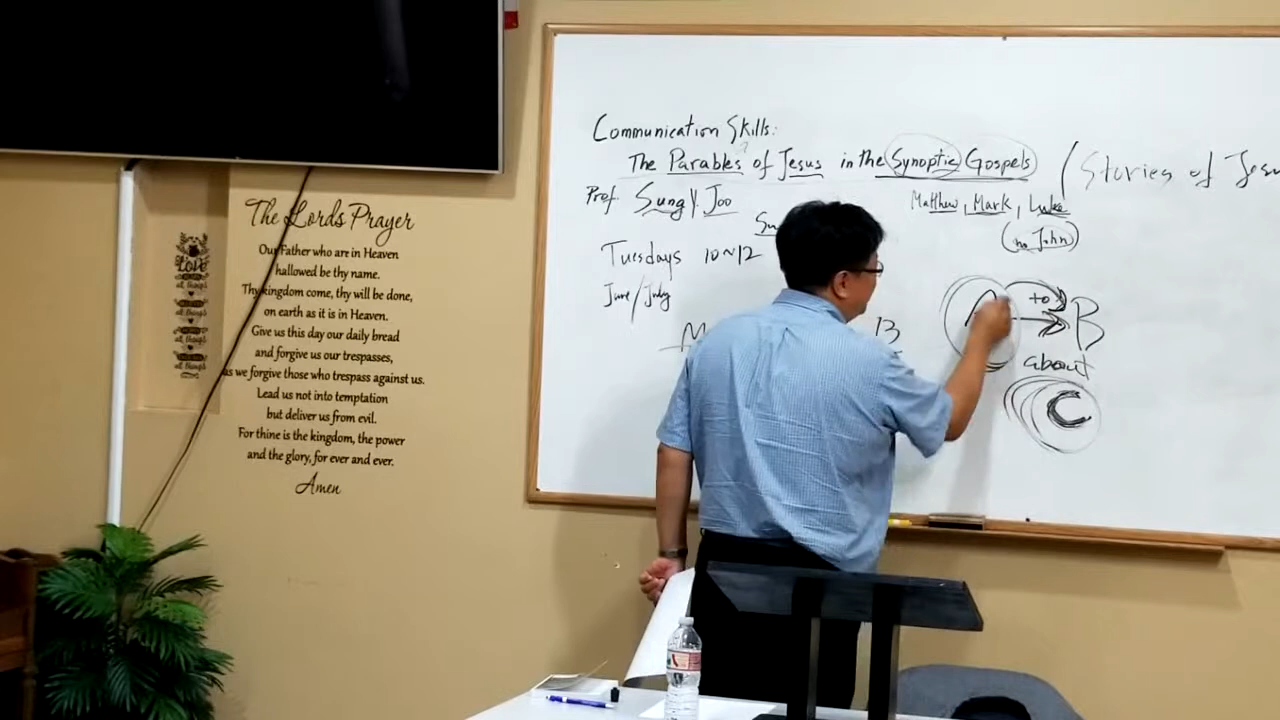 The Lords Prayer
Our Father who are in Heaven
hallowed be thy name.
Thy kingdom come, thy will be done,
on earth as it is in Heaven.
Give us this day our daily bread
and forgive us our trespasses,
as we forgive those who trespass against us.
Lead us not into temptation
but deliver us from evil.
For thine is the kingdom, the power
and the glory, for ever and ever.
Amen
Love
Communication Skills:
The Parables of Jesus in the Synoptic Gospels / Stories of Jesu
Prof. Sung Y. Joo
Matthew, Mark, Luke
(no John)
Tuesdays 10~12
June/July
B
A to B
about
C